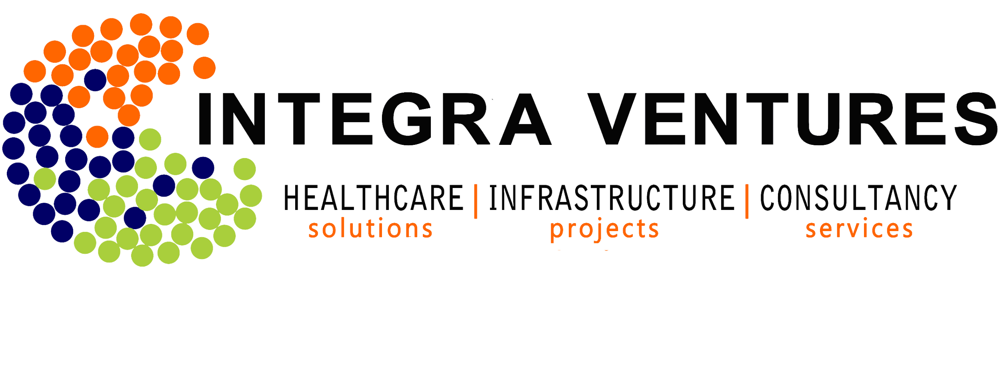 INTEGRA VENTURES
HEALTHCARE | INFRASTRUCTURE | CONSULTANCY
solutions projects services